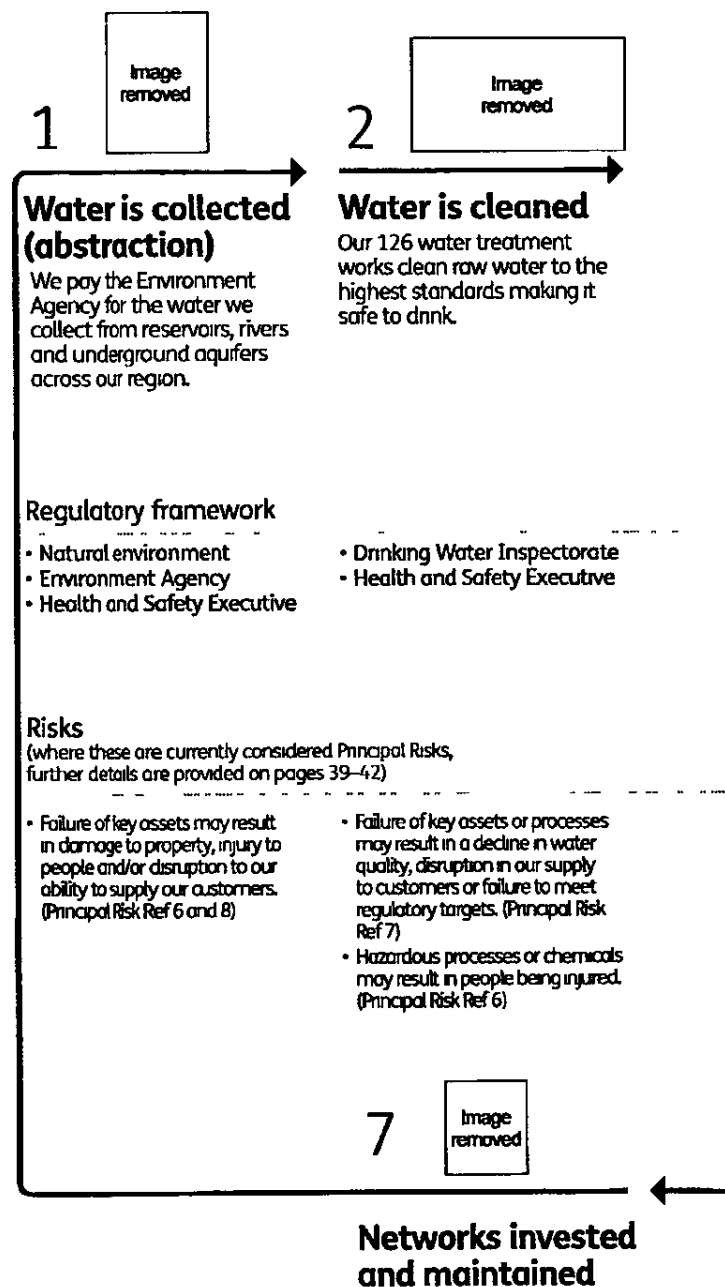 Image
removed
1
Water is collected
(abstraction)
We pay the Environment
Agency for the water we
collect from reservoirs, rivers
and underground aquifers
across our region.
Image
removed
2
Water is cleaned
Our 126 water treatment
works clean raw water to the
highest standards making it
safe to drink.
Regulatory framework
• Natural environment
• Environment Agency
• Health and Safety Executive
• Drinking Water Inspectorate
• Health and Safety Executive
Risks
(where these are currently considered Principal Risks,
further details are provided on pages 39–42)
• Failure of key assets may result
in damage to property, injury to
people and/or disruption to our
ability to supply our customers.
(Principal Risk Ref 6 and 8)
• Failure of key assets or processes
may result in a decline in water
quality, disruption in our supply
to customers or failure to meet
regulatory targets. (Principal Risk
Ref 7)
• Hazardous processes or chemicals
may result in people being injured.
(Principal Risk Ref 6)
7
Image
removed
Networks invested
and maintained